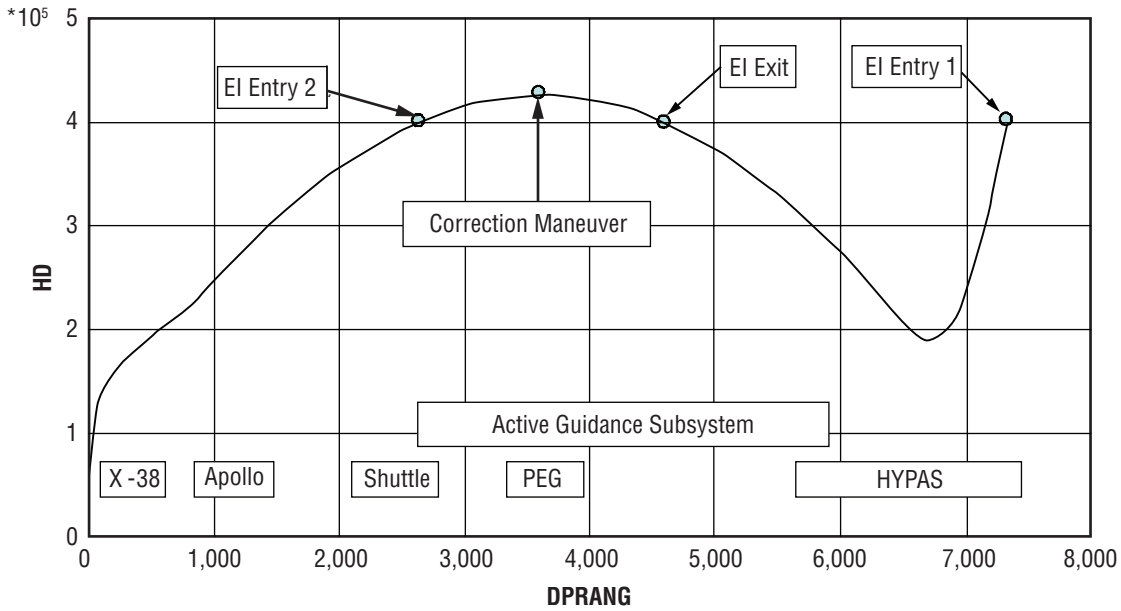 *10⁵
5
4
3
2
1
0
HD
EI Entry 2
EI Exit
EI Entry 1
Correction Maneuver
Active Guidance Subsystem
X -38
Apollo
Shuttle
PEG
HYPAS
0
1,000
2,000
3,000
4,000
5,000
6,000
7,000
8,000
DPRANG